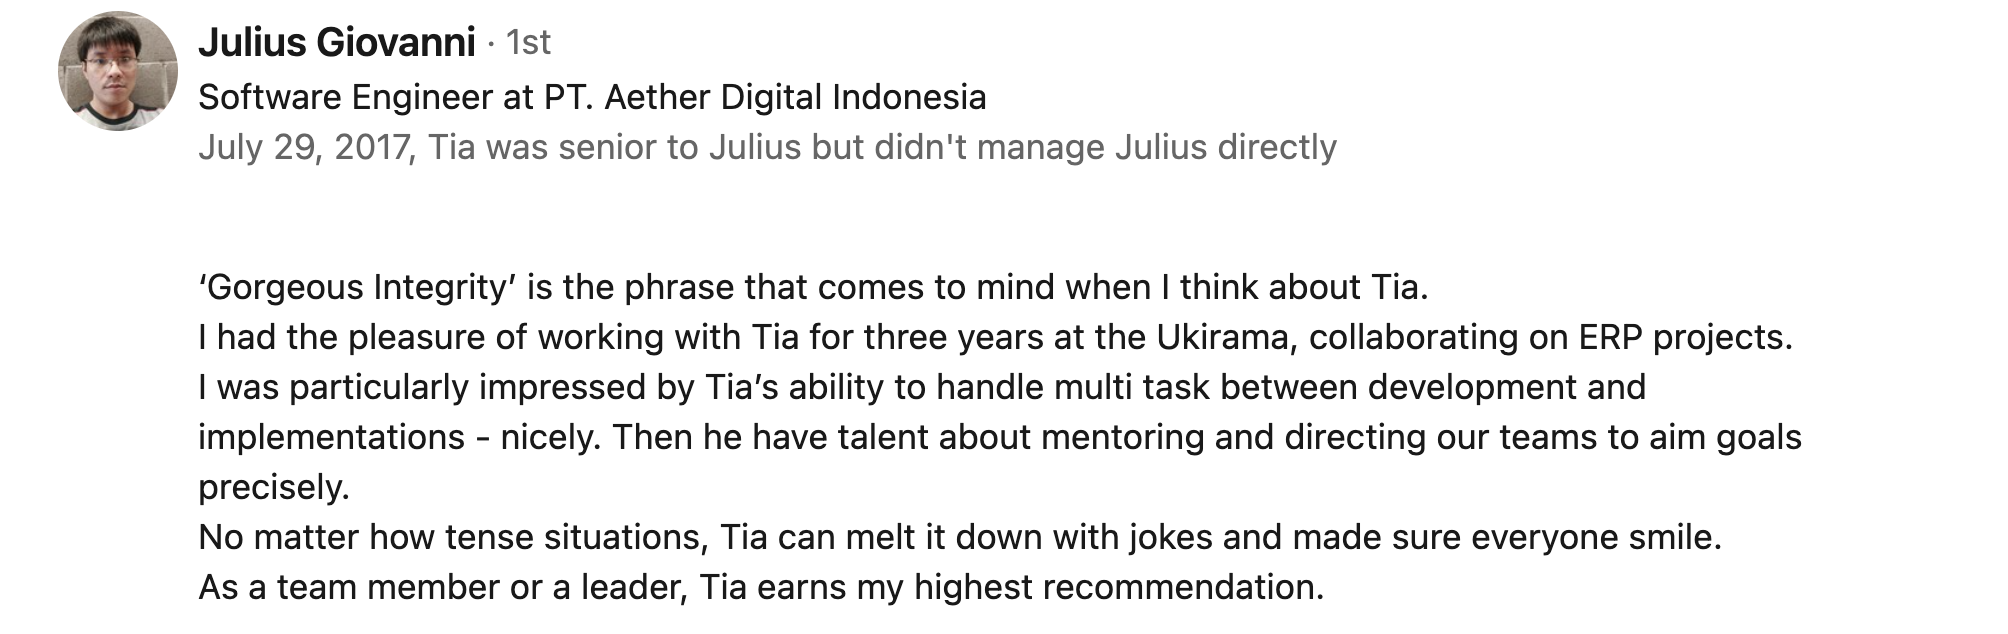 Julius Giovanni · 1st
Software Engineer at PT. Aether Digital Indonesia
July 29, 2017, Tia was senior to Julius but didn't manage Julius directly
‘Gorgeous Integrity’ is the phrase that comes to mind when I think about Tia.
I had the pleasure of working with Tia for three years at the Ukirama, collaborating on ERP projects.
I was particularly impressed by Tia’s ability to handle multi task between development and
implementations - nicely. Then he have talent about mentoring and directing our teams to aim goals
precisely.
No matter how tense situations, Tia can melt it down with jokes and made sure everyone smile.
As a team member or a leader, Tia earns my highest recommendation.